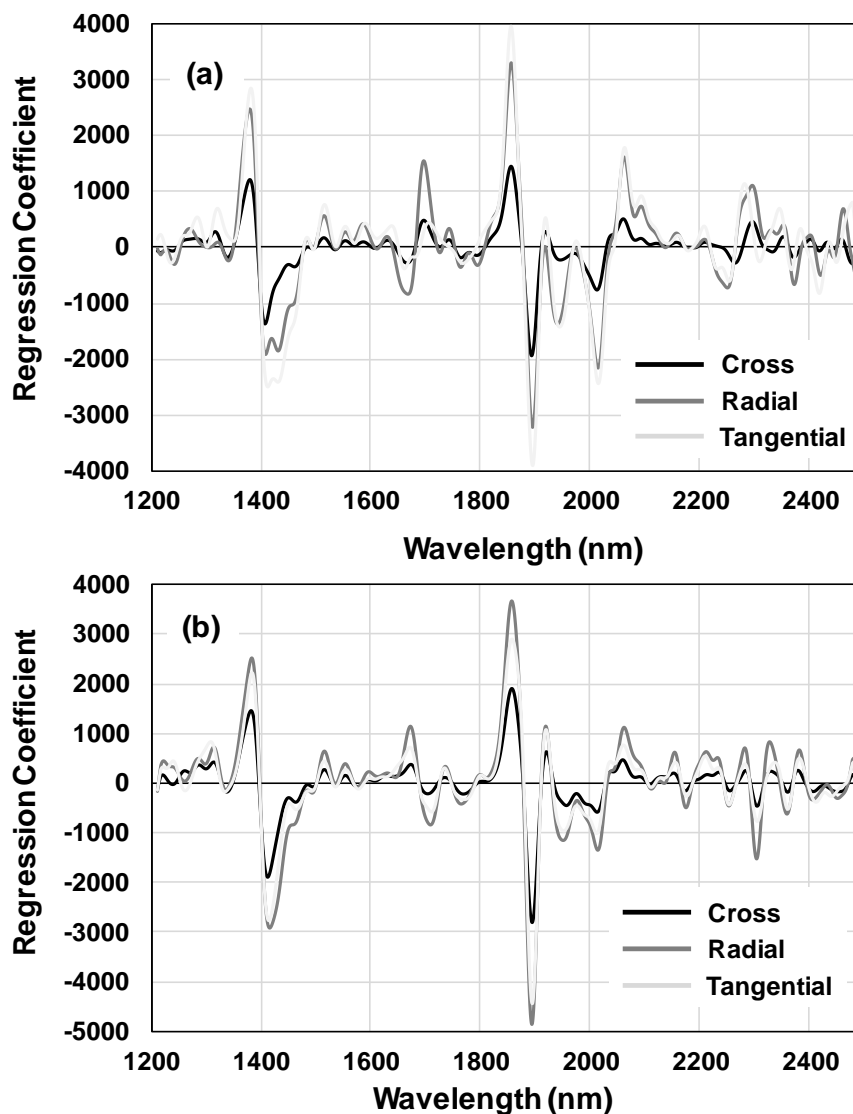 4000
3000
2000
1000
0
-1000
-2000
-3000
-4000
Regression Coefficient
(a)
Cross
Radial
Tangential
1200 1400 1600 1800 2000 2200 2400
Wavelength (nm)
4000
3000
2000
1000
0
-1000
-2000
-3000
-4000
-5000
Regression Coefficient
(b)
Cross
Radial
Tangential
1200 1400 1600 1800 2000 2200 2400
Wavelength (nm)